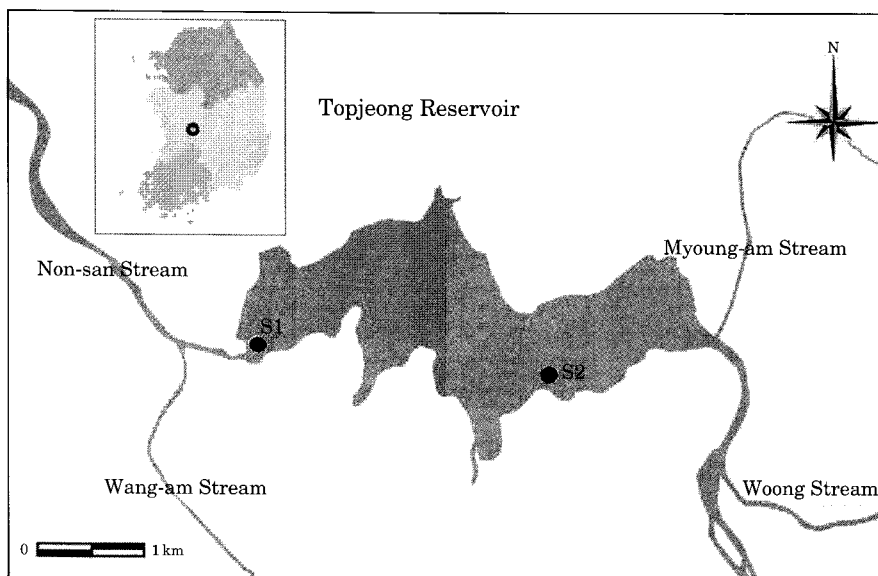 N
Topjeong Reservoir
Myoung-am Stream
Non-san Stream
S1
S2
Wang-am Stream
Woong Stream
0 1 km